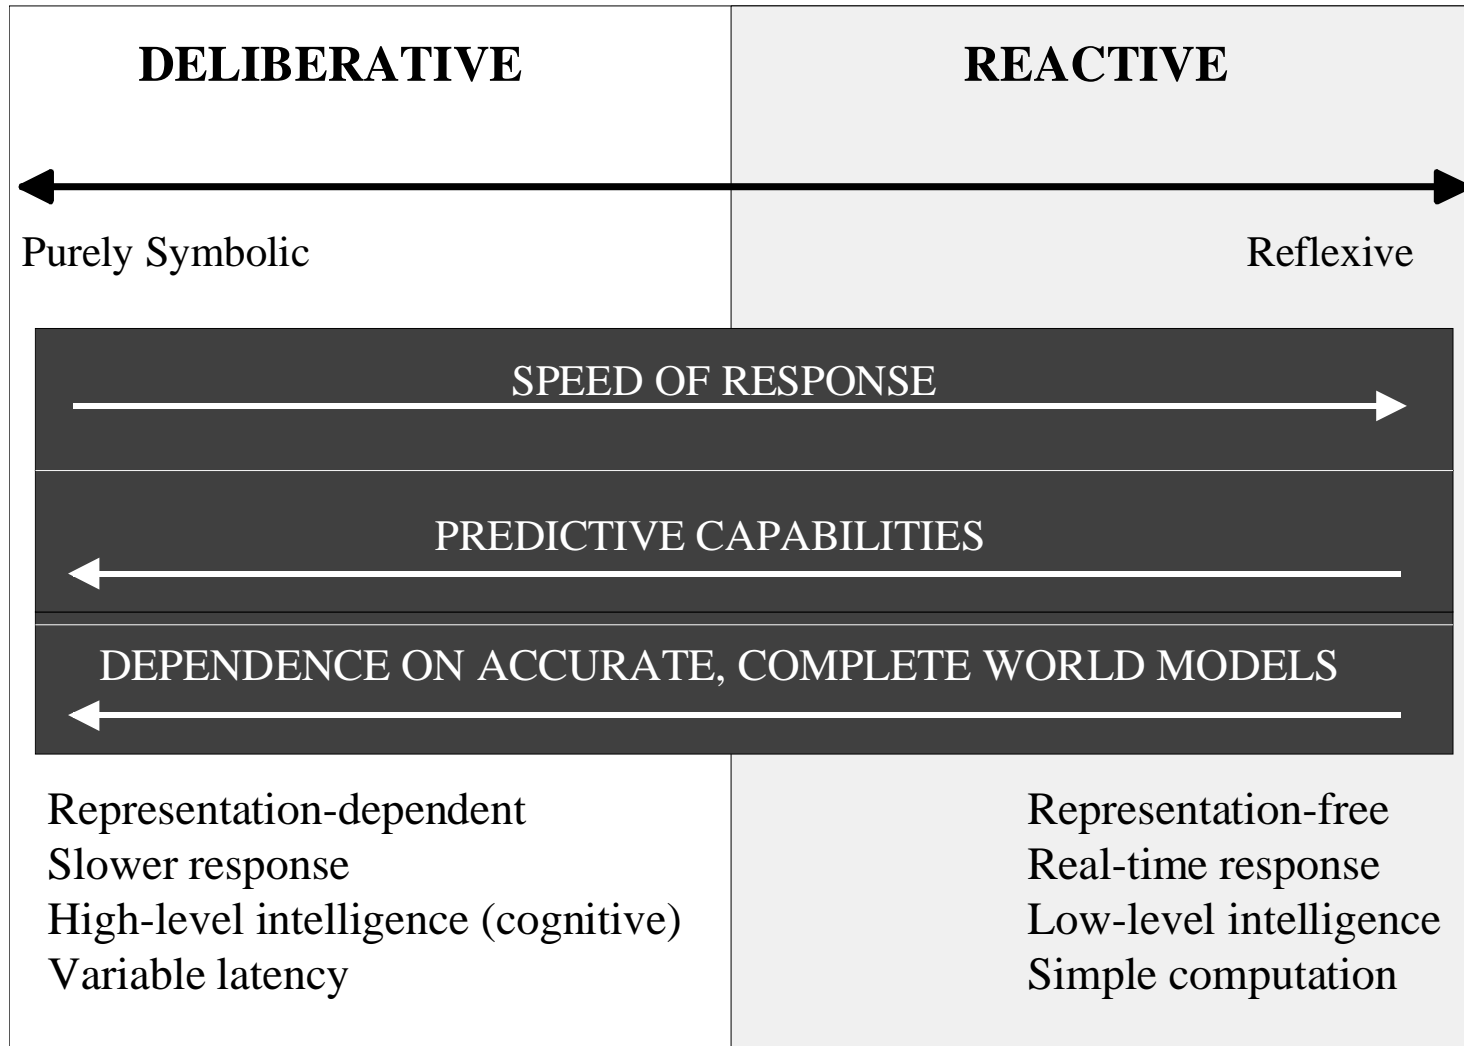 DELIBERATIVE
REACTIVE
Purely Symbolic
Reflexive
SPEED OF RESPONSE
PREDICTIVE CAPABILITIES
DEPENDENCE ON ACCURATE, COMPLETE WORLD MODELS
Representation-dependent
Slower response
High-level intelligence (cognitive)
Variable latency
Representation-free
Real-time response
Low-level intelligence
Simple computation